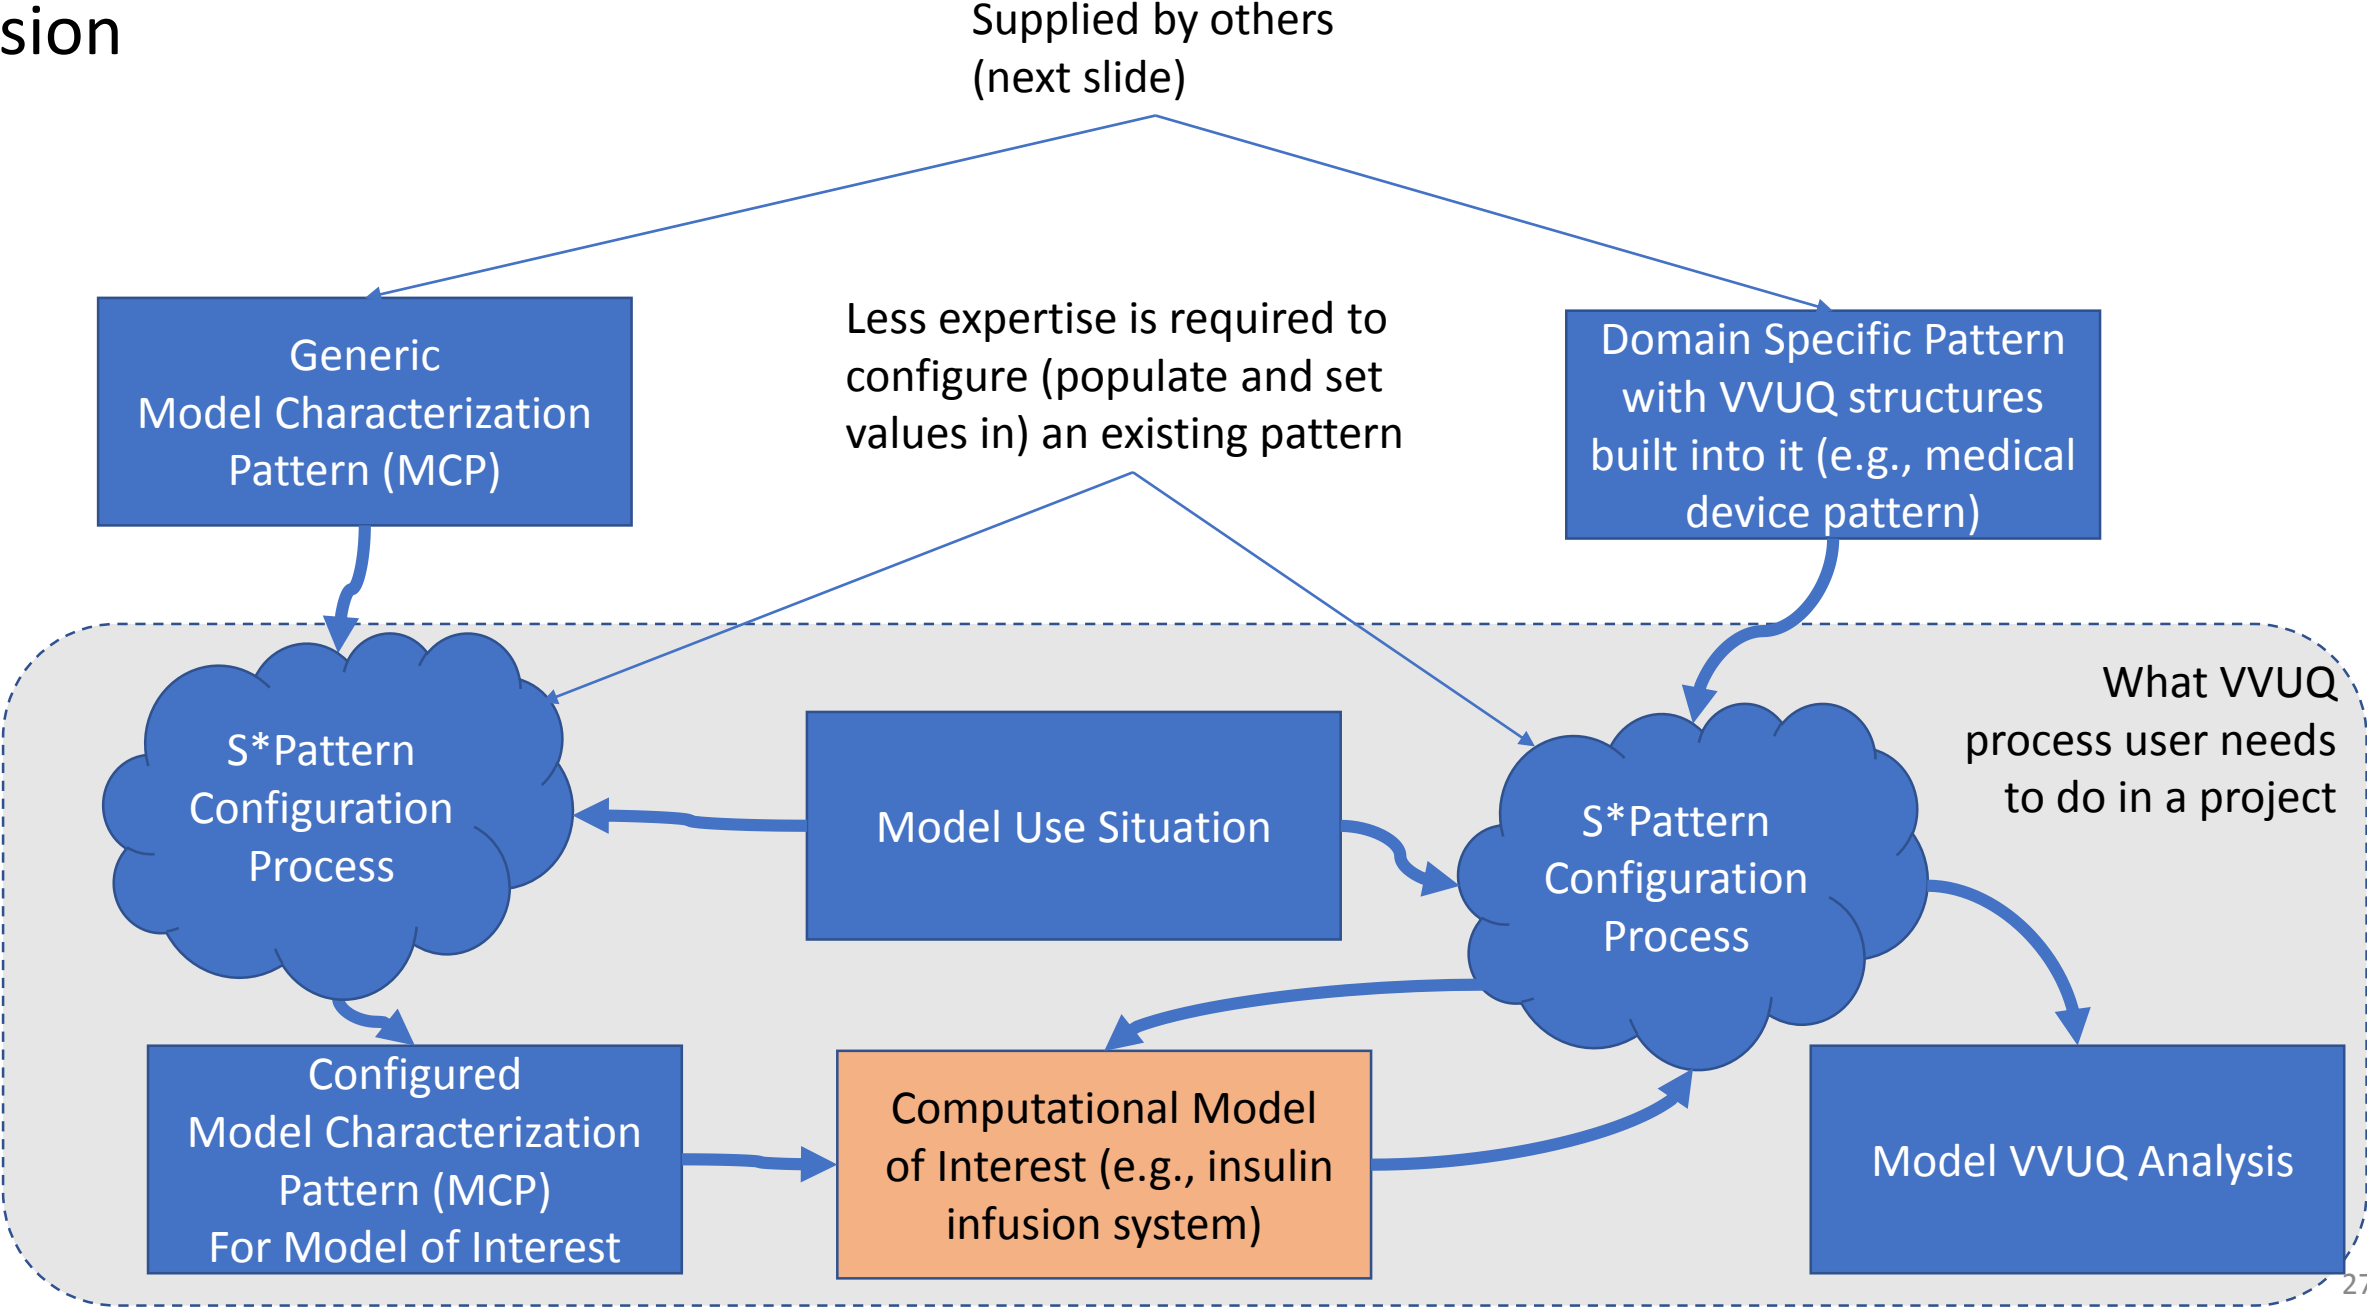 sion
Supplied by others
(next slide)
Generic
Model Characterization
Pattern (MCP)
Less expertise is required to
configure (populate and set
values in) an existing pattern
Domain Specific Pattern
with VVUQ structures
built into it (e.g., medical
device pattern)
What VVUQ
process user needs
to do in a project
S*Pattern
Configuration
Process
Model Use Situation
S*Pattern
Configuration
Process
Configured
Model Characterization
Pattern (MCP)
For Model of Interest
Computational Model
of Interest (e.g., insulin
infusion system)
Model VVUQ Analysis
27